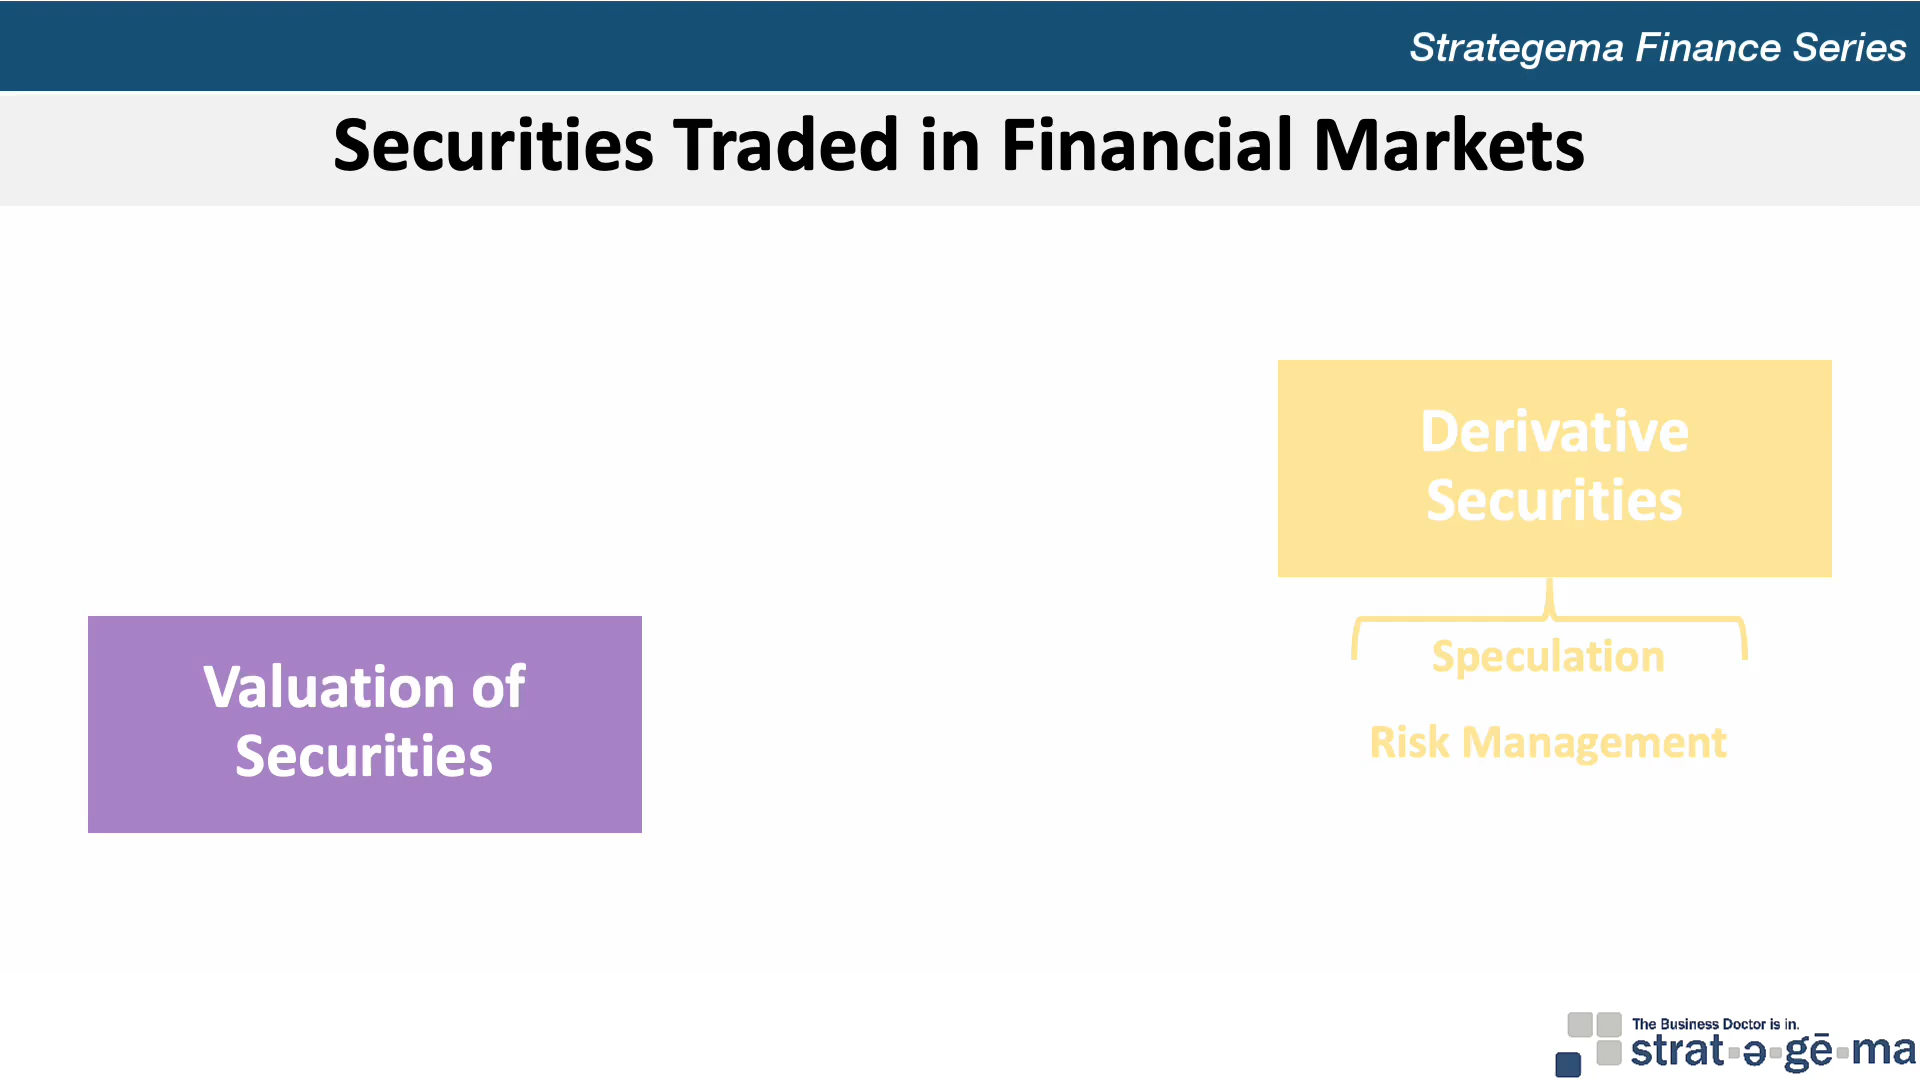 Strategema Finance Series
Securities Traded in Financial Markets
Derivative
Securities
Speculation
Risk Management
Valuation of
Securities
The Business Doctor is in.
strat-ə-gē-ma